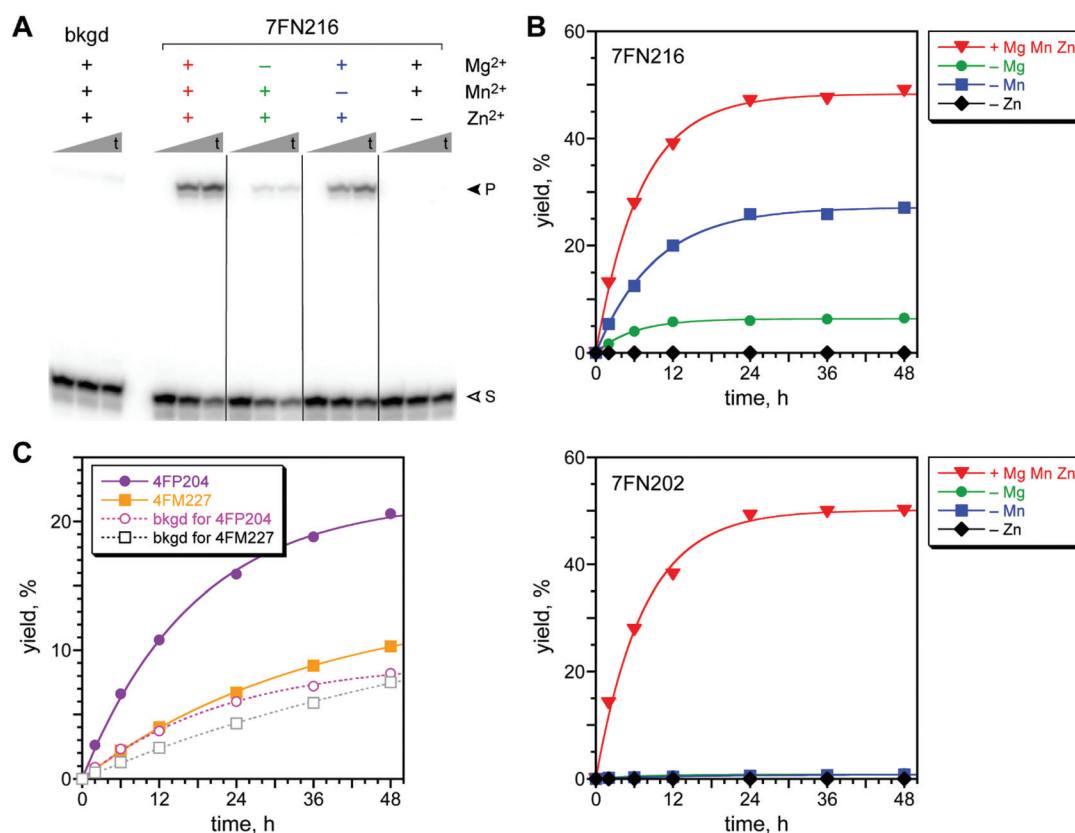 A
bkgd
7FN216
+ + – + + Mg²⁺
+ + + – + Mn²⁺
+ + + + – Zn²⁺
t t t t t
P
S
B
7FN216
yield, %
60
40
20
0
0 12 24 36 48
time, h
+ Mg Mn Zn
– Mg
– Mn
– Zn
C
4FP204
4FM227
bkgd for 4FP204
bkgd for 4FM227
yield, %
20
10
0
0 12 24 36 48
time, h
7FN202
yield, %
60
40
20
0
0 12 24 36 48
time, h
+ Mg Mn Zn
– Mg
– Mn
– Zn